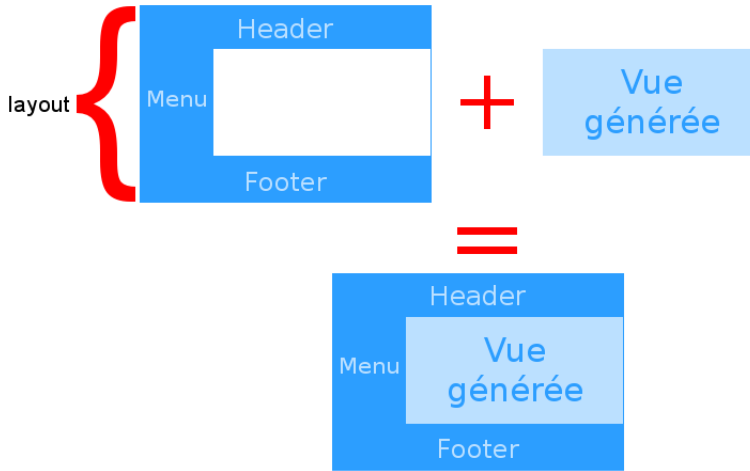 Header
layout
Menu
Footer
+
Vue
générée
=
Header
Menu
Vue
générée
Footer